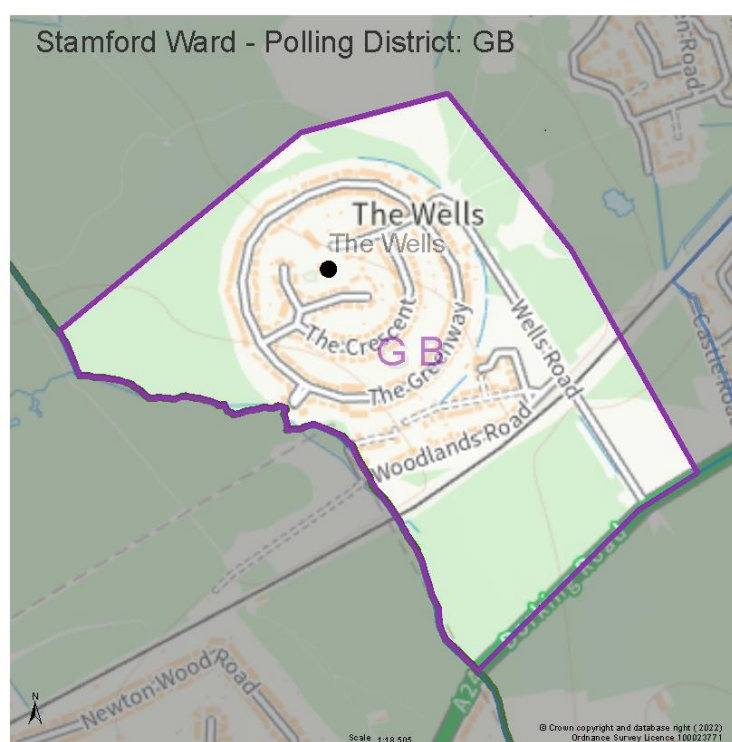 Stamford Ward - Polling District: GB
The Wells
The Wells
The Crescent
G B
The Greenway
Wells Road
Woodlands Road
Castle Road
Dorking Road
A24
Newton Wood Road
N
Scale 1:18,505
© Crown copyright and database right ( 2022)
Ordnance Survey Licence 100023771